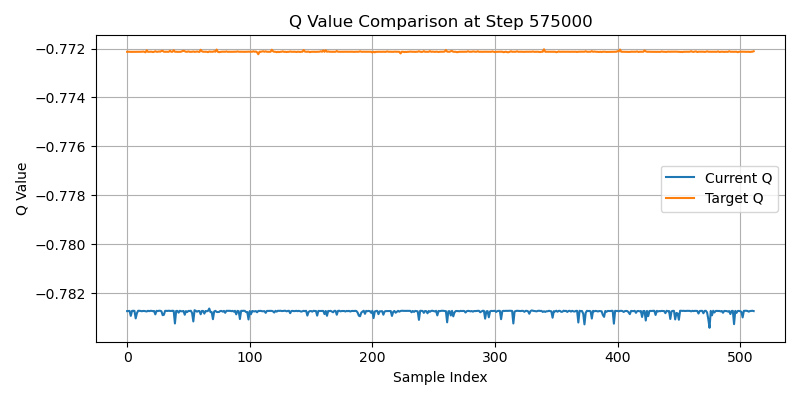 Q Value Comparison at Step 575000
Q Value
−0.772
−0.774
−0.776
−0.778
−0.780
−0.782
Current Q
Target Q
0
100
200
300
400
500
Sample Index